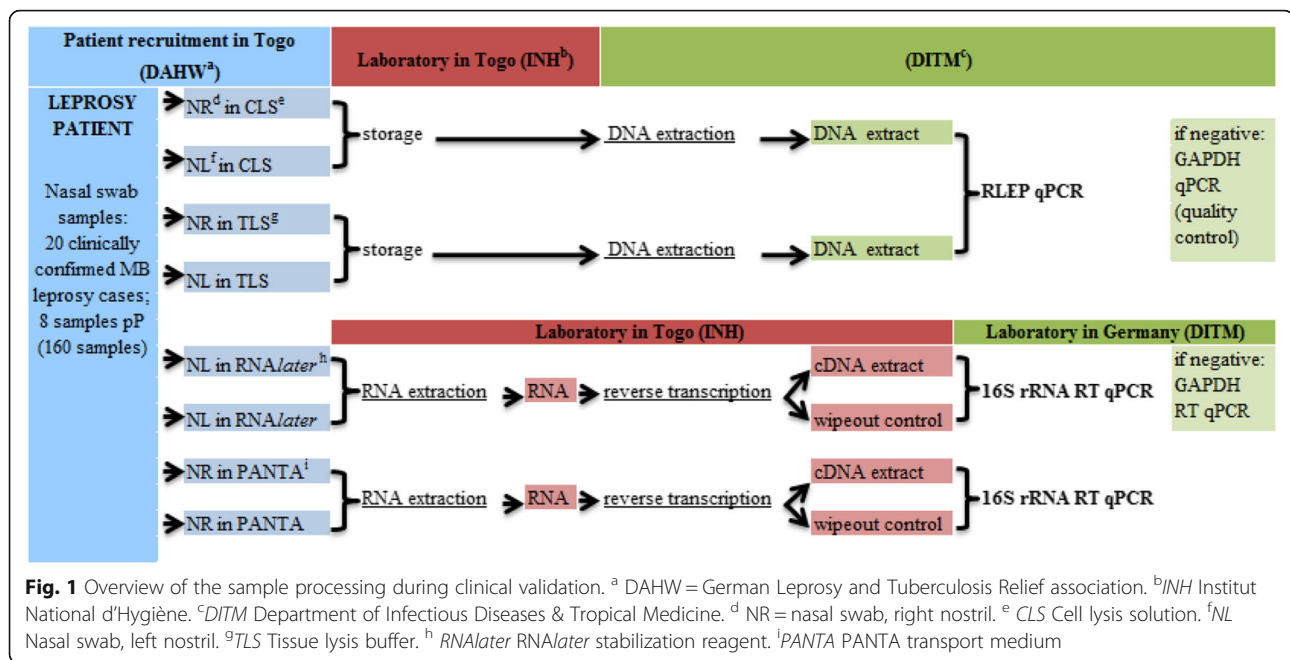 Patient recruitment in Togo
(DAHWᵃ)
Laboratory in Togo (INHᵇ)
(DITMᶜ)
LEPROSY
PATIENT
Nasal swab
samples:
20 clinically
confirmed MB
leprosy cases;
8 samples pP
(160 samples)
NRᵈ in CLSᵉ
NLᶠ in CLS
storage
DNA extraction
DNA extract
NR in TLSᵍ
NL in TLS
storage
DNA extraction
DNA extract
RLEP qPCR
if negative:
GAPDH
qPCR
(quality
control)
Laboratory in Togo (INH)
Laboratory in Germany (DITM)
NL in RNAlater ʰ
NL in RNAlater
RNA extraction
RNA
reverse transcription
cDNA extract
wipeout control
16S rRNA RT qPCR
if negative:
GAPDH
RT qPCR
NR in PANTAⁱ
NR in PANTA
RNA extraction
RNA
reverse transcription
cDNA extract
wipeout control
16S rRNA RT qPCR
Fig. 1 Overview of the sample processing during clinical validation. ᵃ DAHW = German Leprosy and Tuberculosis Relief association. ᵇINH Institut
National d'Hygiène. ᶜDITM Department of Infectious Diseases & Tropical Medicine. ᵈ NR = nasal swab, right nostril. ᵉ CLS Cell lysis solution. ᶠNL
Nasal swab, left nostril. ᵍTLS Tissue lysis buffer. ʰ RNAlater RNAlater stabilization reagent. ⁱPANTA PANTA transport medium